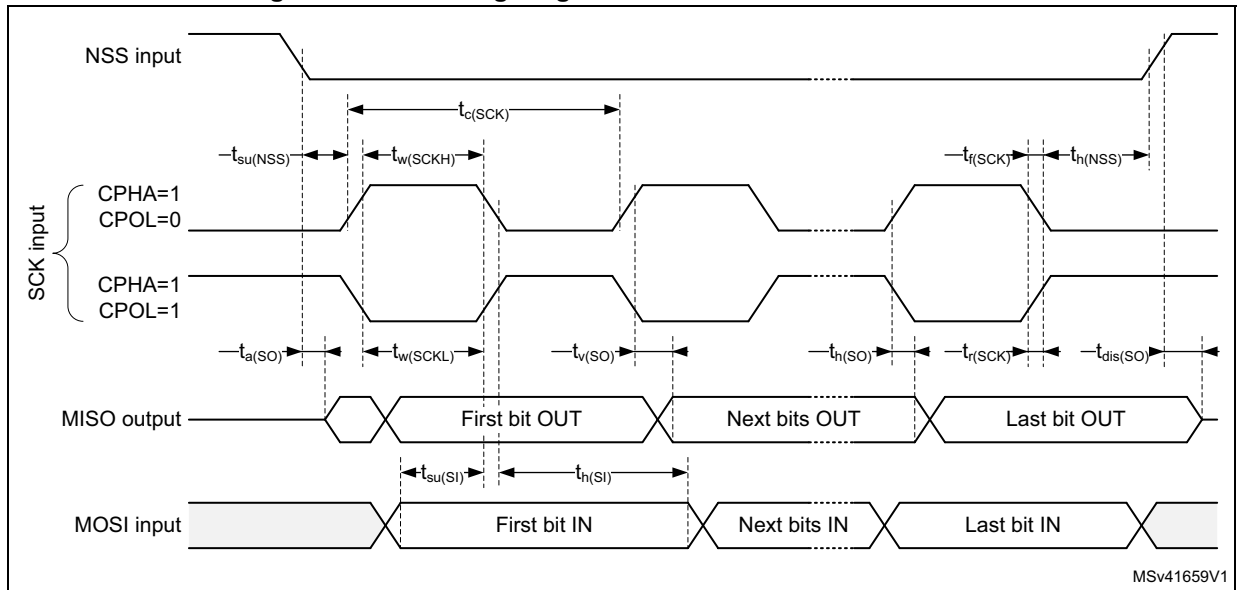 NSS input
tc(SCK)
tsu(NSS)
tw(SCKH)
tf(SCK)
th(NSS)
SCK input
CPHA=1
CPOL=0
CPHA=1
CPOL=1
ta(SO)
tw(SCKL)
tv(SO)
th(SO)
tr(SCK)
tdis(SO)
MISO output
First bit OUT
Next bits OUT
Last bit OUT
tsu(SI)
th(SI)
MOSI input
First bit IN
Next bits IN
Last bit IN
MSv41659V1